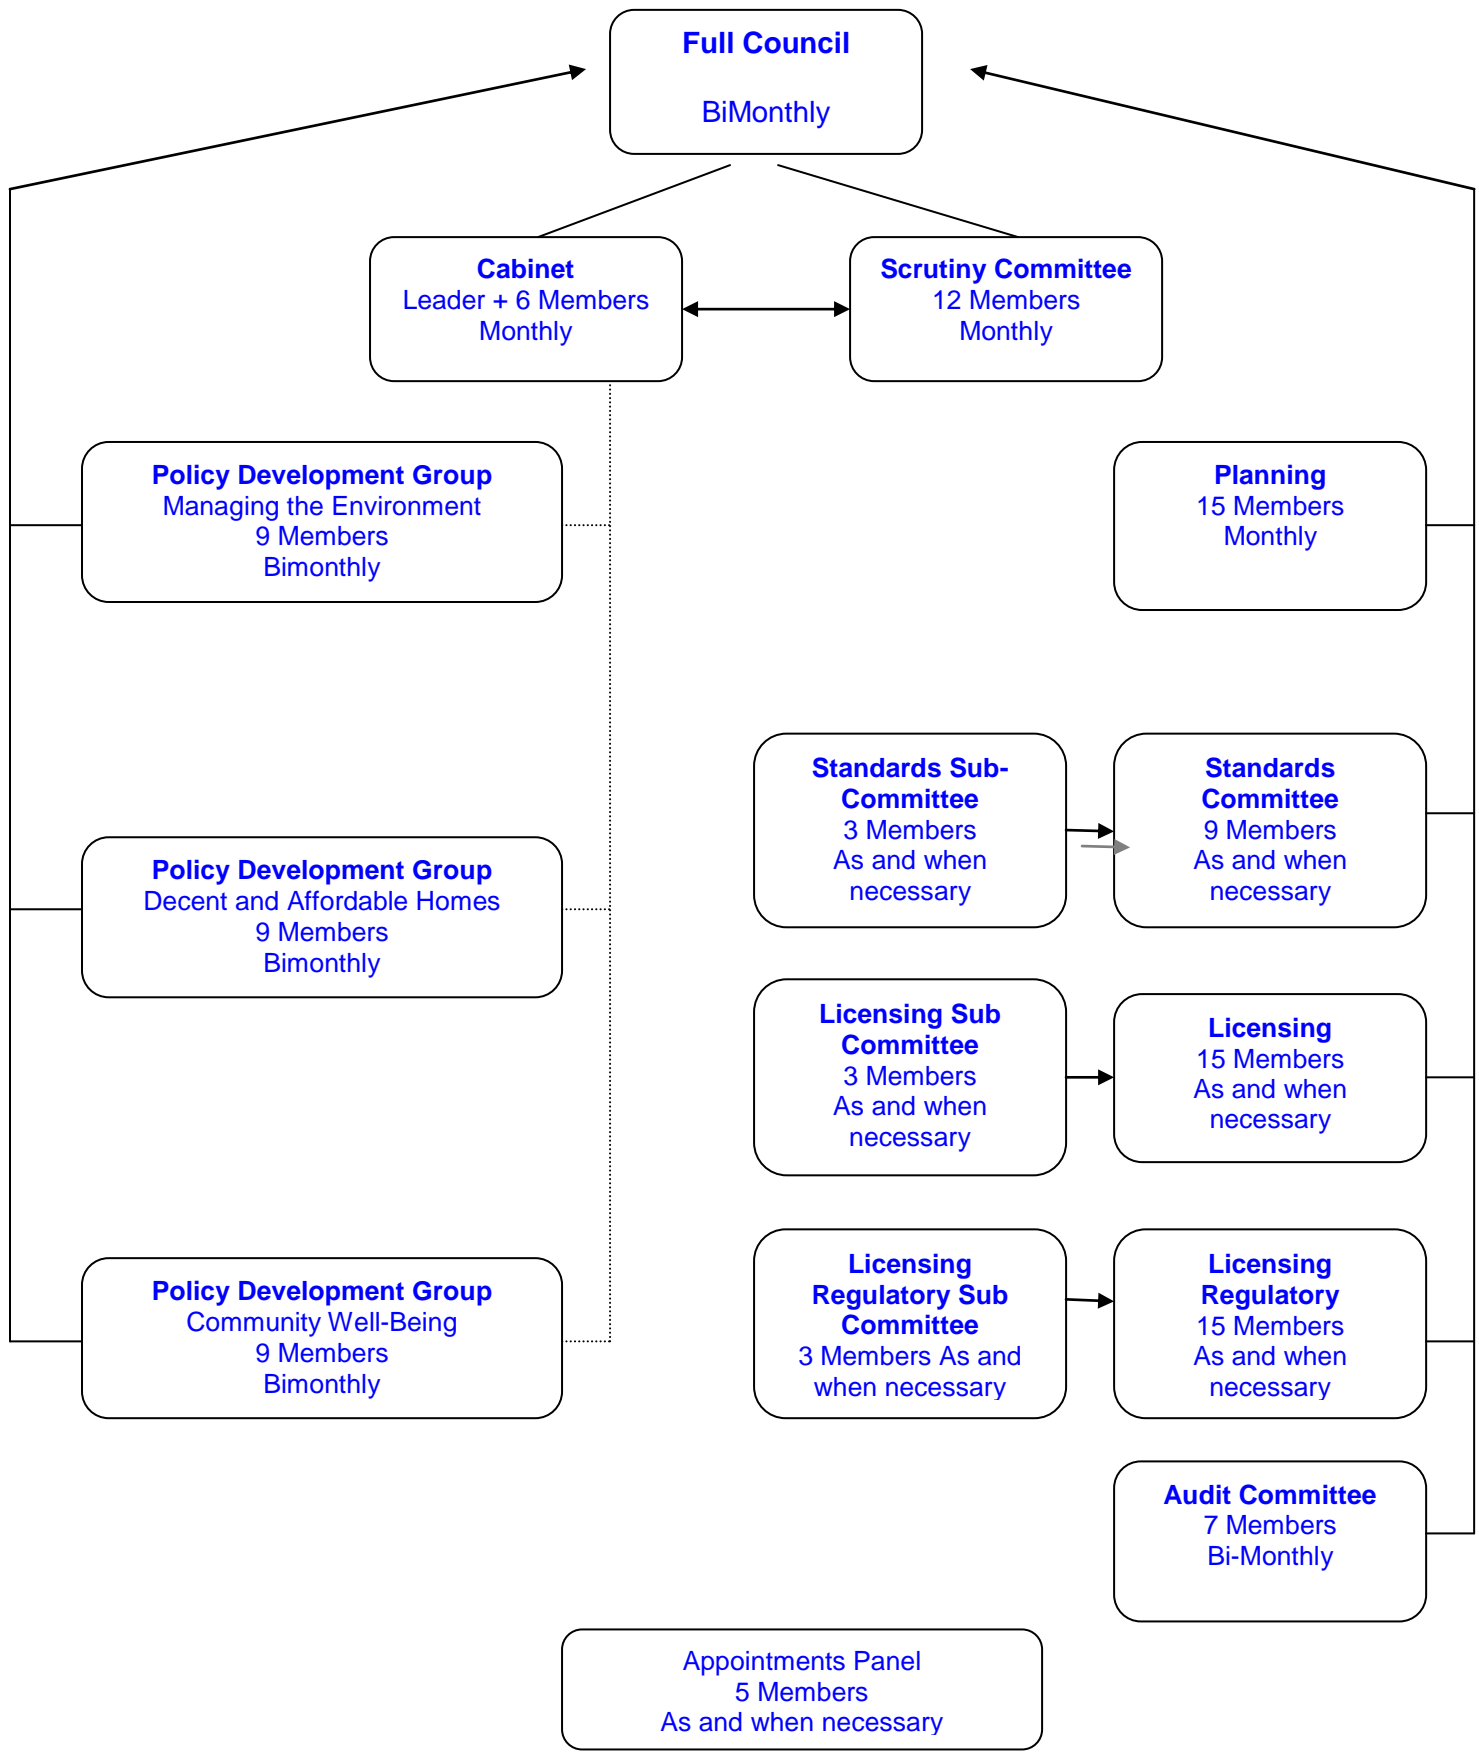 Full Council
BiMonthly
Cabinet
Leader + 6 Members
Monthly
Scrutiny Committee
12 Members
Monthly
Policy Development Group
Managing the Environment
9 Members
Bimonthly
Planning
15 Members
Monthly
Standards Sub-
Committee
3 Members
As and when
necessary
Standards
Committee
9 Members
As and when
necessary
Policy Development Group
Decent and Affordable Homes
9 Members
Bimonthly
Licensing Sub
Committee
3 Members
As and when
necessary
Licensing
15 Members
As and when
necessary
Policy Development Group
Community Well-Being
9 Members
Bimonthly
Licensing
Regulatory Sub
Committee
3 Members As and
when necessary
Licensing
Regulatory
15 Members
As and when
necessary
Audit Committee
7 Members
Bi-Monthly
Appointments Panel
5 Members
As and when necessary